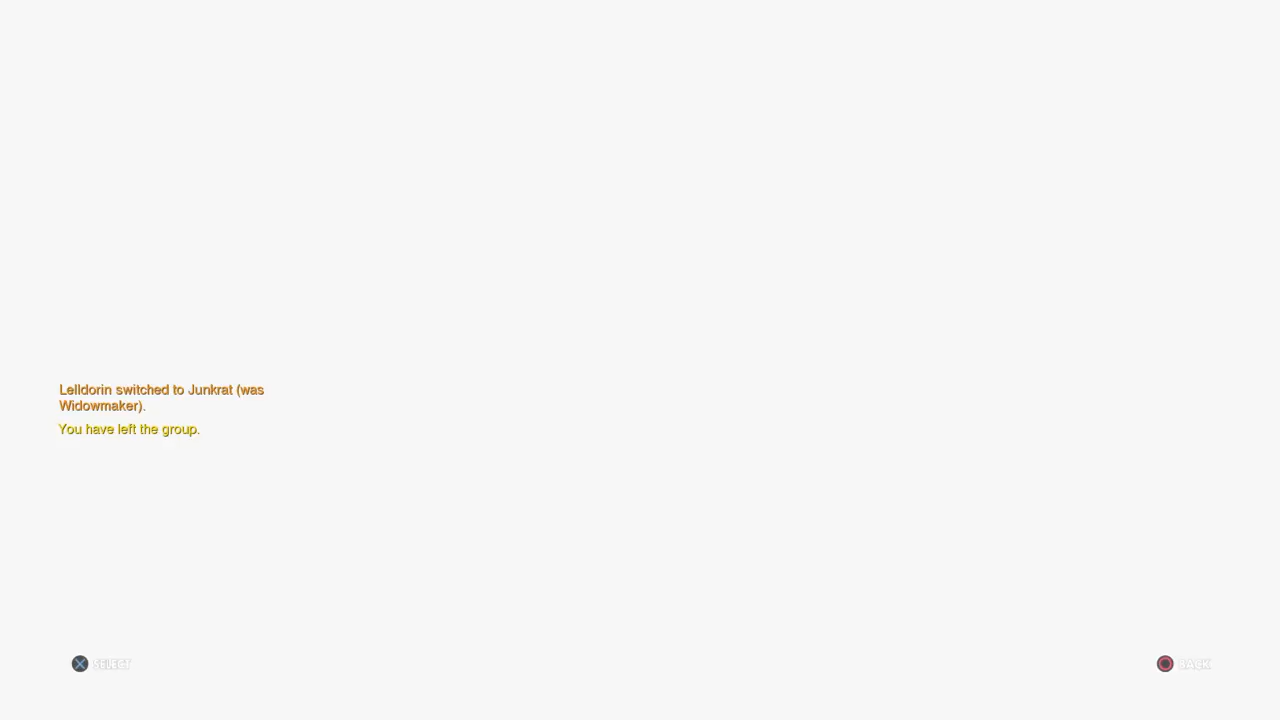 Lelldorin switched to Junkrat (was
Widowmaker).
You have left the group.
SELECT
BACK